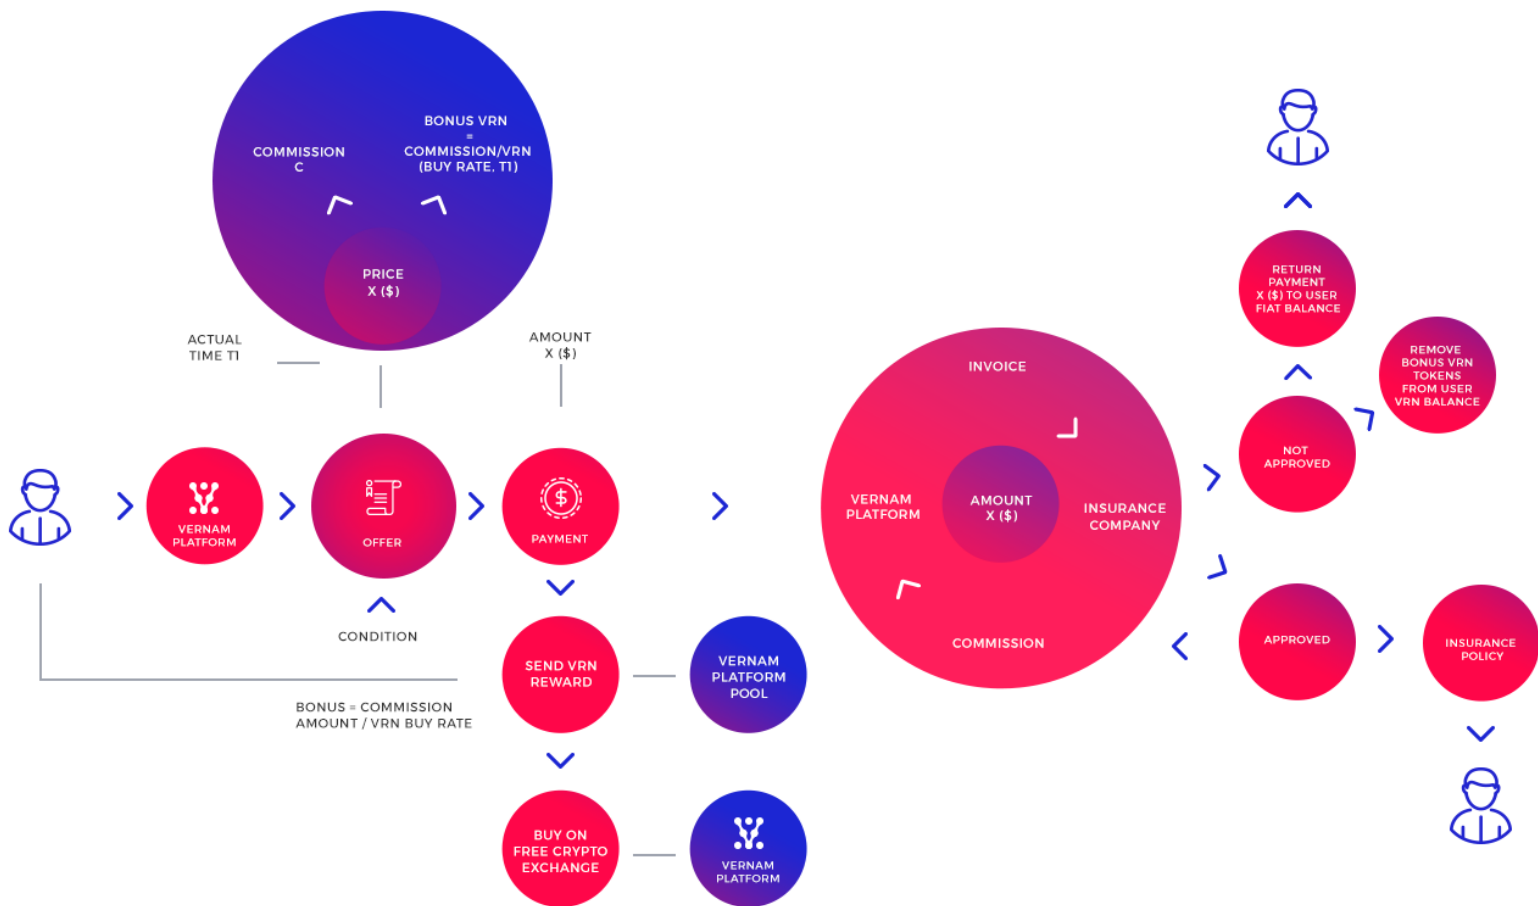 BONUS VRN
=
COMMISSION/VRN
(BUY RATE, T1)
COMMISSION
C
PRICE
X ($)
ACTUAL
TIME T1
AMOUNT
X ($)
VERNAM
PLATFORM
OFFER
PAYMENT
CONDITION
SEND VRN
REWARD
VERNAM
PLATFORM
POOL
BONUS = COMMISSION
AMOUNT / VRN BUY RATE
BUY ON
FREE CRYPTO
EXCHANGE
VERNAM
PLATFORM
INVOICE
VERNAM
PLATFORM
AMOUNT
X ($)
INSURANCE
COMPANY
COMMISSION
RETURN
PAYMENT
X ($) TO USER
FIAT BALANCE
REMOVE
BONUS VRN
TOKENS
FROM USER
VRN BALANCE
NOT
APPROVED
APPROVED
INSURANCE
POLICY